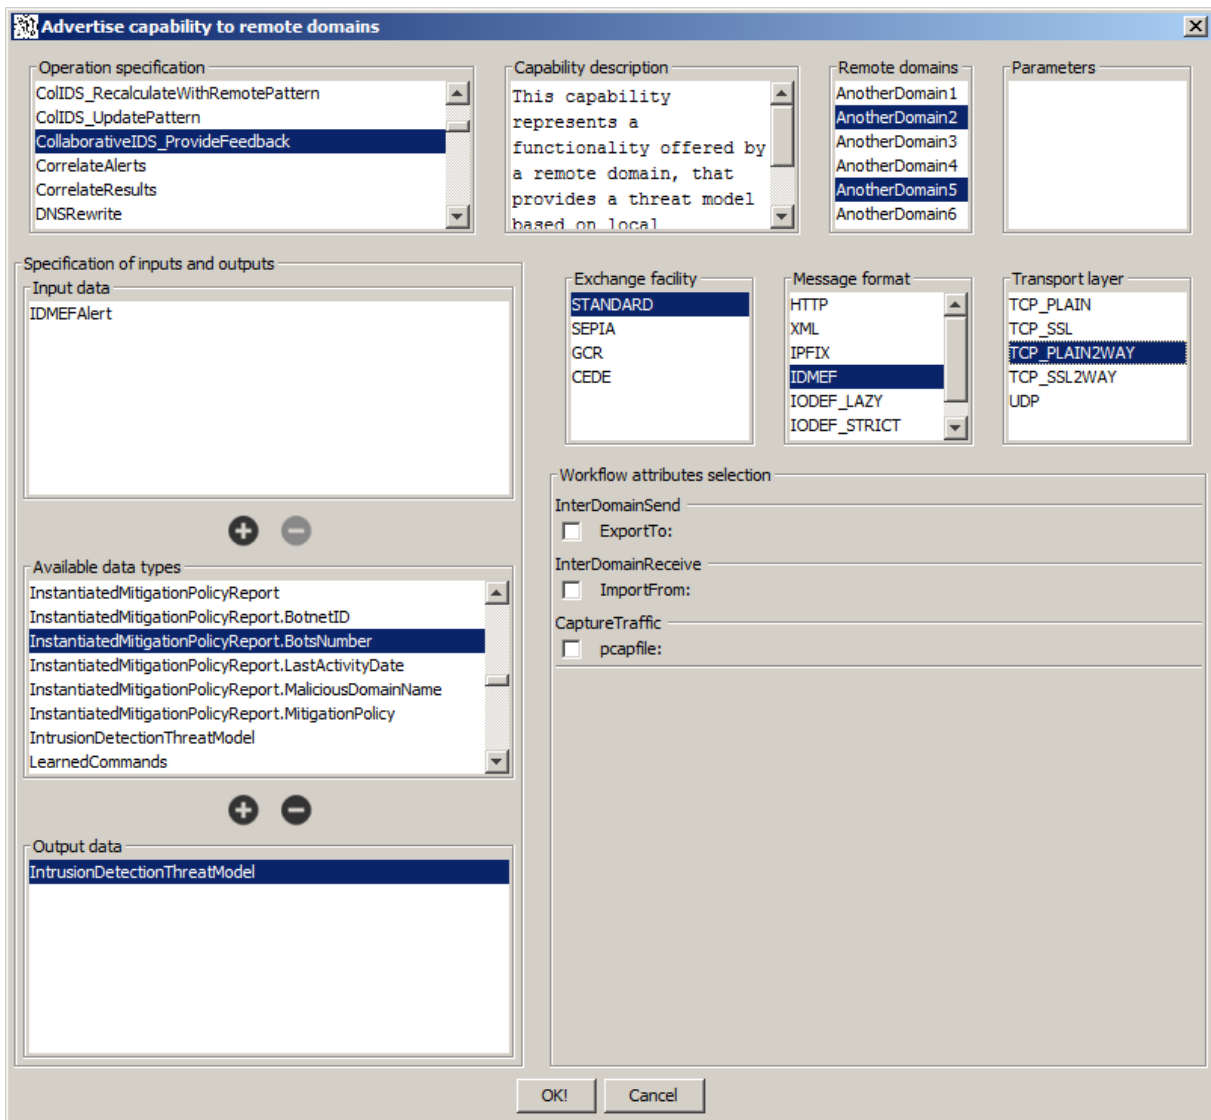 Advertise capability to remote domains
Operation specification
ColIDS_RecalculateWithRemotePattern
ColIDS_UpdatePattern
CollaborativeIDS_ProvideFeedback
CorrelateAlerts
CorrelateResults
DNSRewrite
Capability description
This capability
represents a
functionality offered by
a remote domain, that
provides a threat model
based on local
Remote domains
AnotherDomain1
AnotherDomain2
AnotherDomain3
AnotherDomain4
AnotherDomain5
AnotherDomain6
Parameters
Specification of inputs and outputs
Input data
IDMEFAlert
Available data types
InstantiatedMitigationPolicyReport
InstantiatedMitigationPolicyReport.BotnetID
InstantiatedMitigationPolicyReport.BotsNumber
InstantiatedMitigationPolicyReport.LastActivityDate
InstantiatedMitigationPolicyReport.MaliciousDomainName
InstantiatedMitigationPolicyReport.MitigationPolicy
IntrusionDetectionThreatModel
LearnedCommands
Output data
IntrusionDetectionThreatModel
Exchange facility
STANDARD
SEPIA
GCR
CEDE
Message format
HTTP
XML
IPFIX
IDMEF
IODEF_LAZY
IODEF_STRICT
Transport layer
TCP_PLAIN
TCP_SSL
TCP_PLAIN2WAY
TCP_SSL2WAY
UDP
Workflow attributes selection
InterDomainSend
ExportTo:
InterDomainReceive
ImportFrom:
CaptureTraffic
pcapfile:
OK!
Cancel